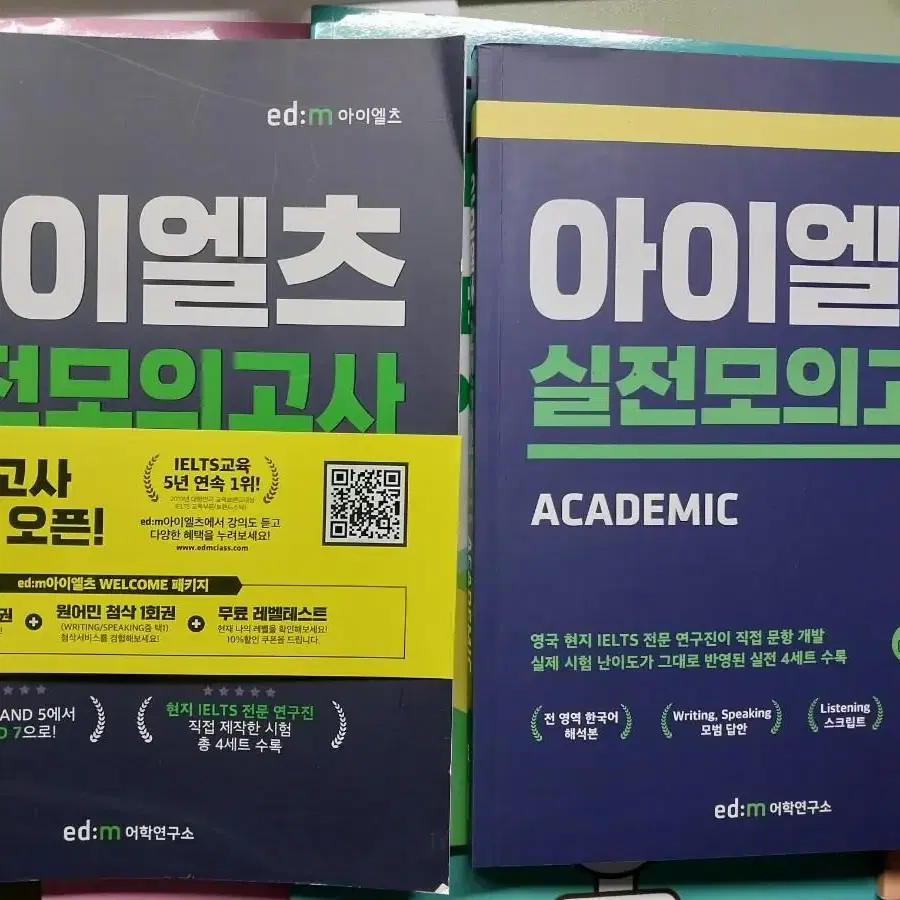 ed:m 아이엘츠
이엘츠
전모의고사
고사
오픈!
IELTS교육
5년 연속 1위!
ed:m아이엘츠에서 강의도 듣고
다양한 혜택을 누려보세요!
www.edmclass.com
ed:m아이엘츠 WELCOME 패키지
권 + 원어민 첨삭 1회권 + 무료 레벨테스트
(WRITING/SPEAKING중 택1)
첨삭서비스를 경험해보세요!
현재 나의 레벨을 확인해보세요!
10%할인 쿠폰을 드립니다.
AND 5에서
7으로!
현지 IELTS 전문 연구진
직접 제작한 시험
총 4세트 수록
ed:m 어학연구소
아이엘
실전모의고
ACADEMIC
영국 현지 IELTS 전문 연구진이 직접 문항 개발
실제 시험 난이도가 그대로 반영된 실전 4세트 수록
전 영역 한국어
해석본
Writing, Speaking
모범 답안
Listening
스크립트
ed:m 어학연구소